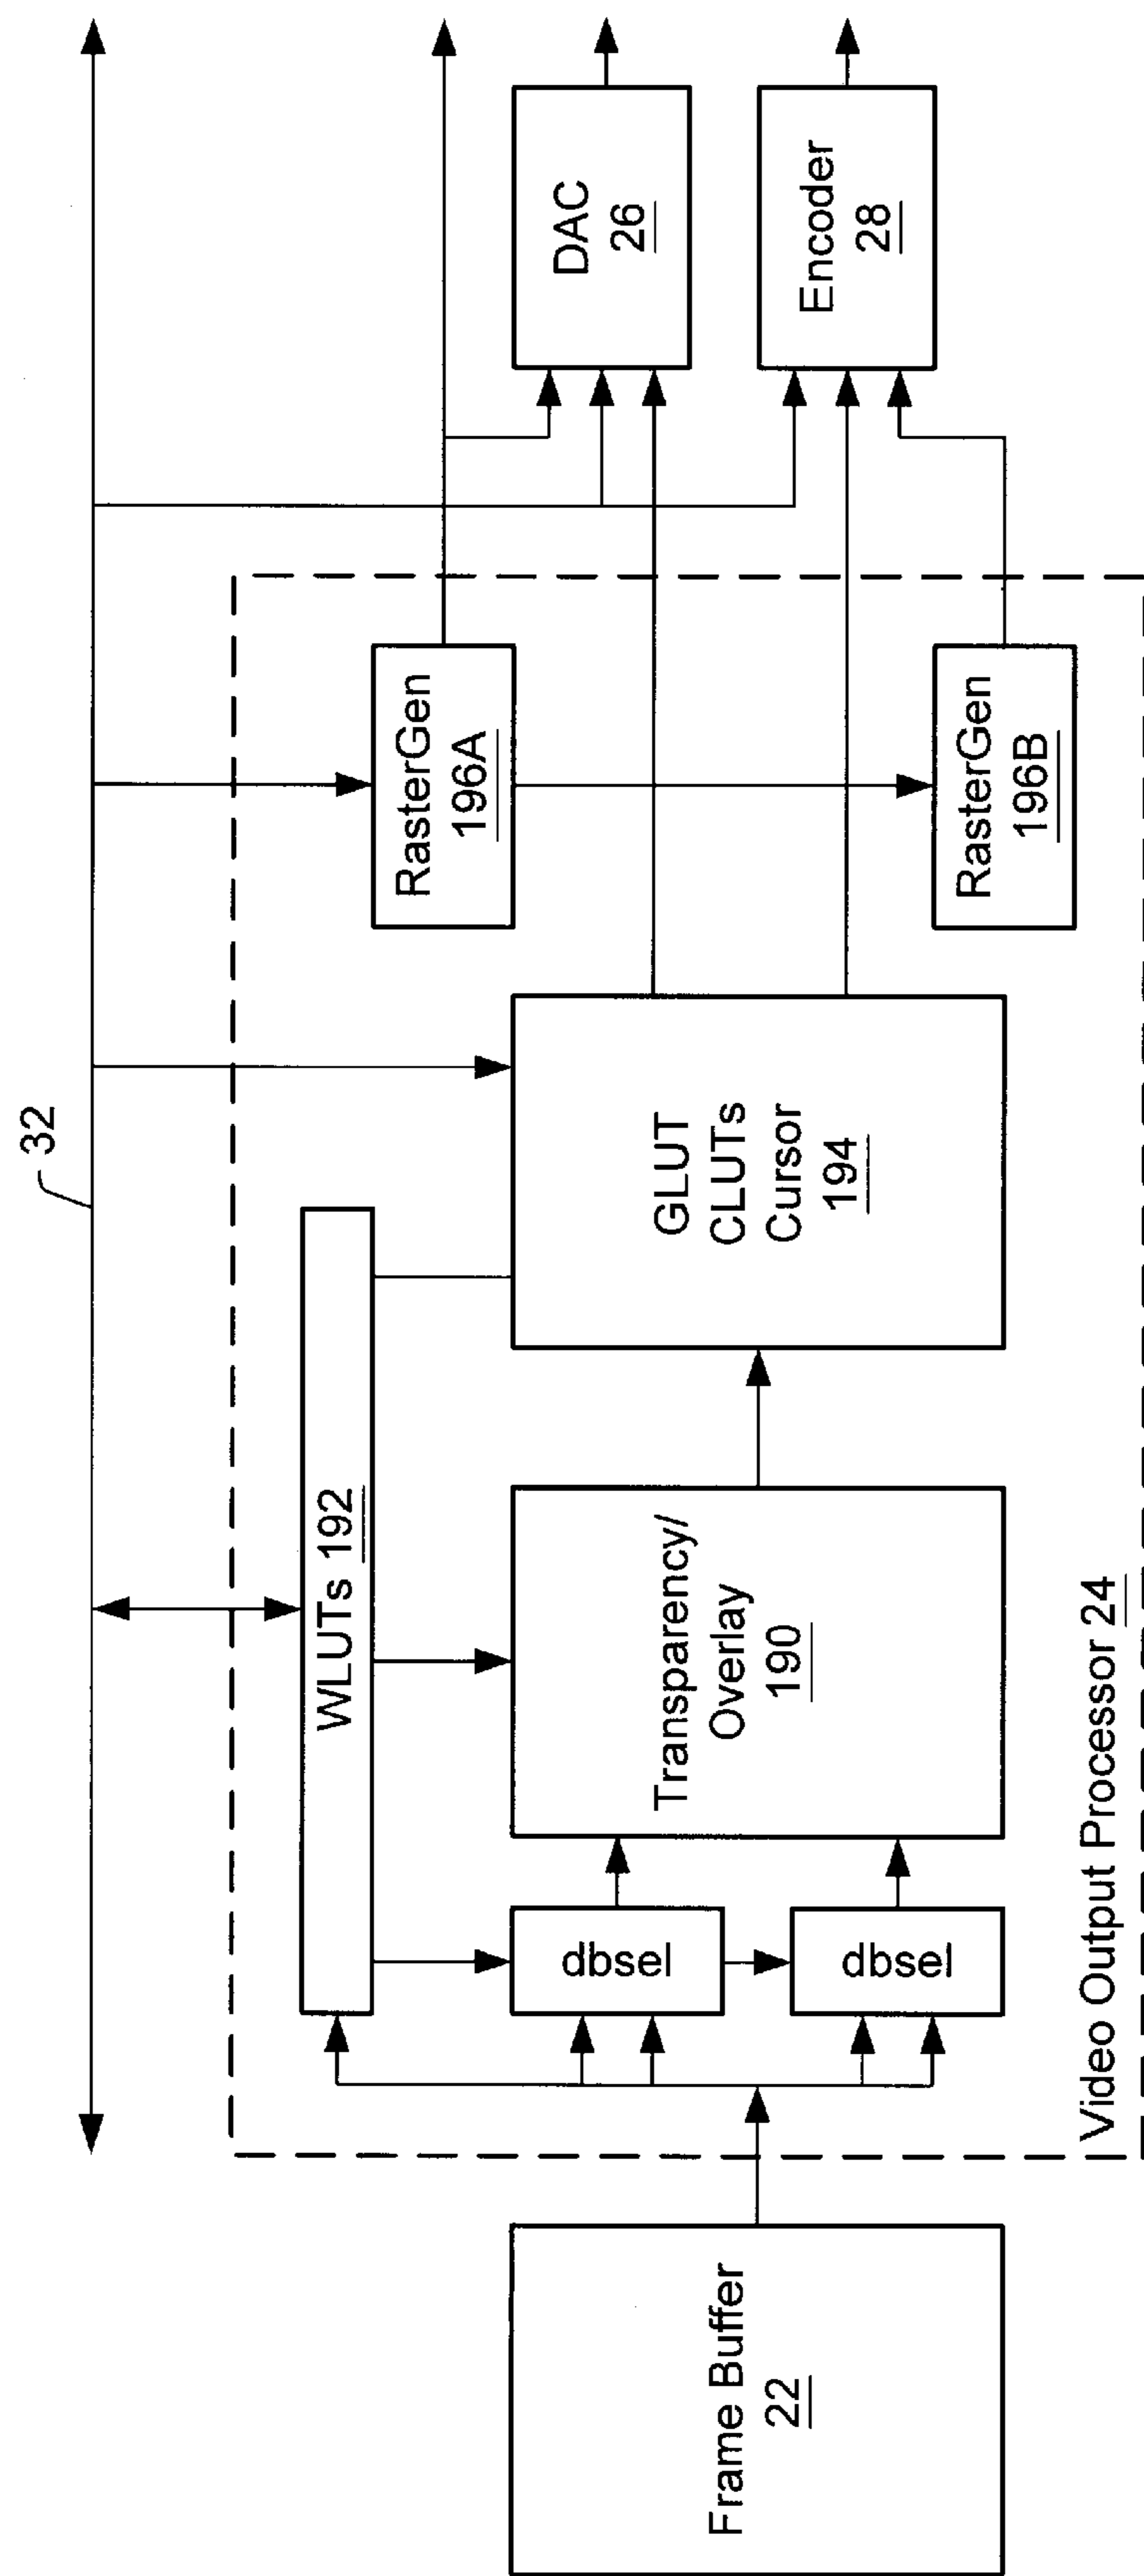 32
Frame Buffer
22
WLUTs 192
dbsel
dbsel
Transparency/
Overlay
190
GLUT
CLUTs
Cursor
194
RasterGen
196A
RasterGen
196B
DAC
26
Encoder
28
Video Output Processor 24